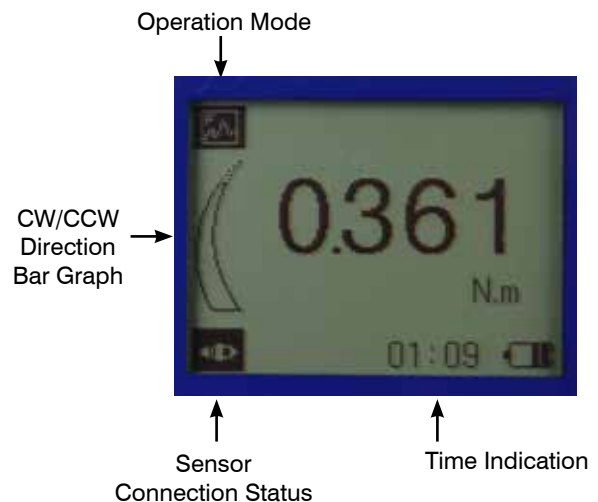 Operation Mode
CW/CCW
Direction
Bar Graph
0.361
N.m
01:09
Sensor
Connection Status
Time Indication